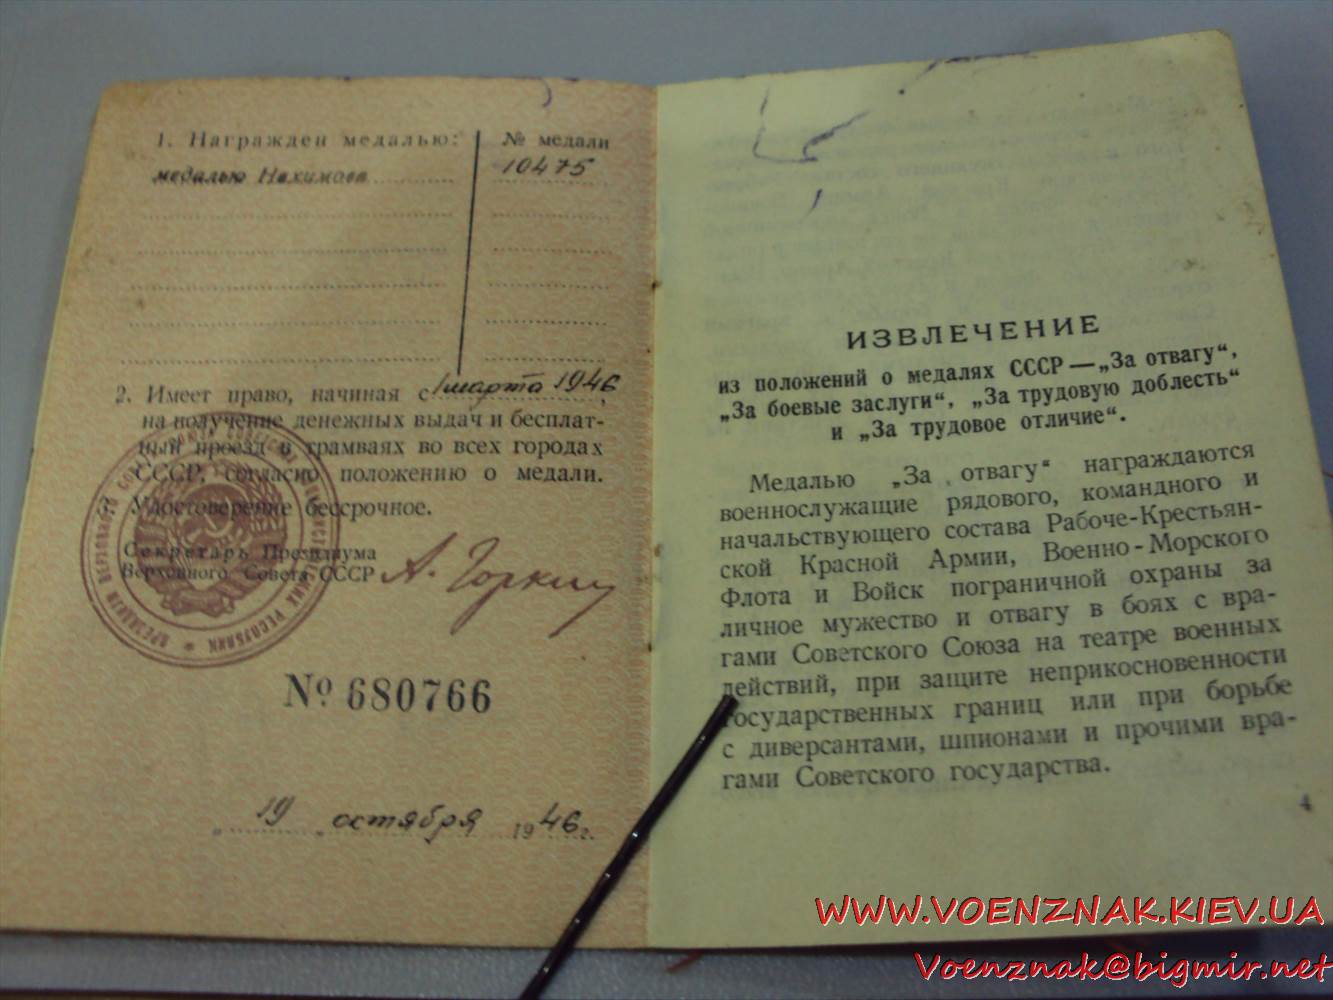 1. Награжден медалью:
№ медали
медалью Нахимова
10475
2. Имеет право, начиная с 1 марта 1946,
на получение денежных выдач и бесплат-
ный проезд в трамваях во всех городах
СССР, согласно положению о медали.
3. Удостоверение бессрочное.
Секретарь Президиума
Верховного Совета СССР
А. Горкин
№ 680766
„19„ октября 1946 г.
ИЗВЛЕЧЕНИЕ
из положений о медалях СССР—„За отвагу“,
„За боевые заслуги“, „За трудовую доблесть“
и „За трудовое отличие“.
Медалью „За отвагу“ награждаются
военнослужащие рядового, командного и
начальствующего состава Рабоче-Крестьян-
ской Красной Армии, Военно-Морского
Флота и Войск пограничной охраны за
личное мужество и отвагу в боях с вра-
гами Советского Союза на театре военных
действий, при защите неприкосновенности
государственных границ или при борьбе
с диверсантами, шпионами и прочими вра-
гами Советского государства.
4
WWW.VOENZNAK.KIEV.UA
Voenznak@bigmir.net